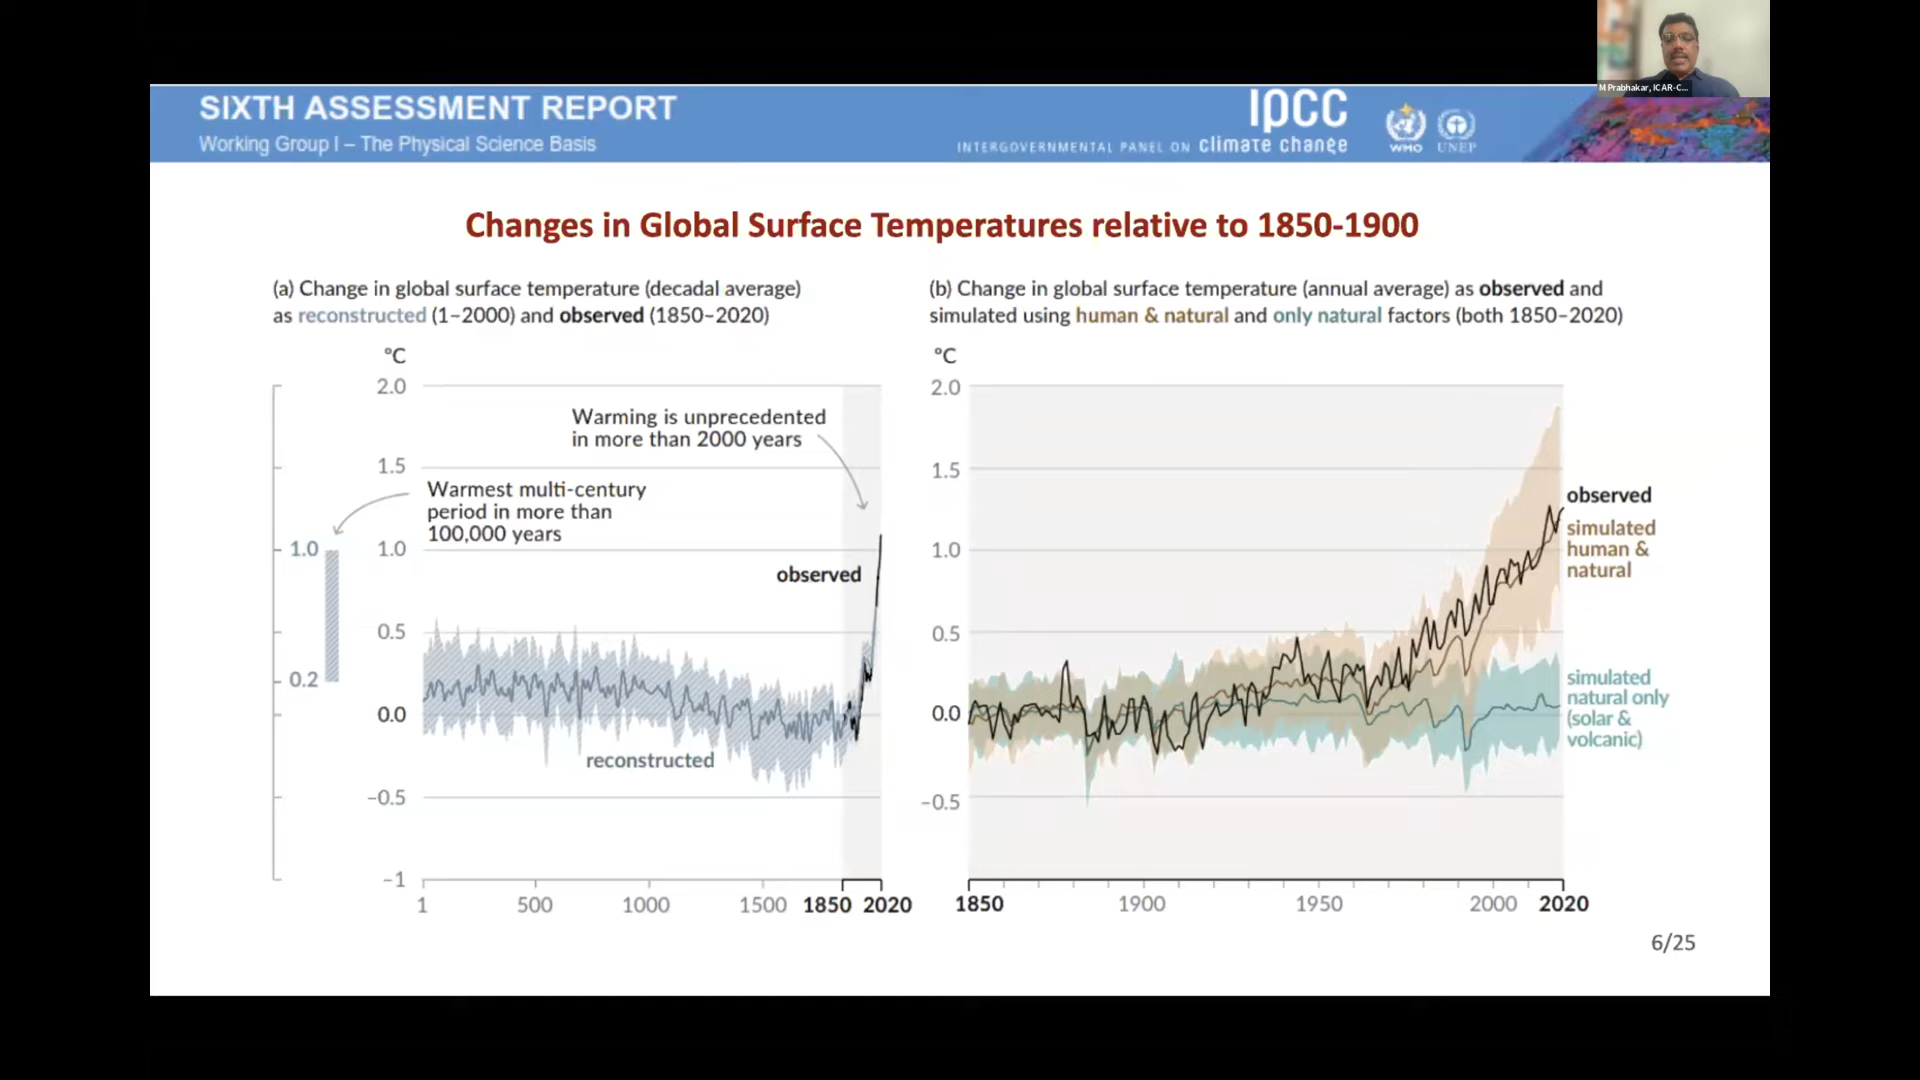 M Prabhakar, ICAR-C...
SIXTH ASSESSMENT REPORT
Working Group I – The Physical Science Basis
ipcc
INTERGOVERNMENTAL PANEL ON climate change
WMO
UNEP
Changes in Global Surface Temperatures relative to 1850-1900
(a) Change in global surface temperature (decadal average)
as reconstructed (1–2000) and observed (1850–2020)
°C
2.0
1.5
1.0
0.5
0.0
–0.5
–1
1.0
0.2
Warming is unprecedented
in more than 2000 years
Warmest multi-century
period in more than
100,000 years
observed
reconstructed
1 500 1000 1500 1850 2020
(b) Change in global surface temperature (annual average) as observed and
simulated using human & natural and only natural factors (both 1850–2020)
°C
2.0
1.5
1.0
0.5
0.0
–0.5
observed
simulated
human &
natural
simulated
natural only
(solar &
volcanic)
1850 1900 1950 2000 2020
6/25